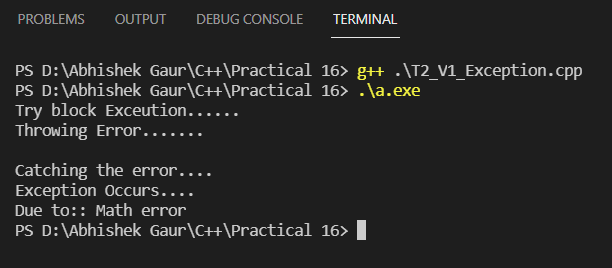 PROBLEMS OUTPUT DEBUG CONSOLE TERMINAL
PS D:\Abhishek Gaur\C++\Practical 16> g++ .\T2_V1_Exception.cpp
PS D:\Abhishek Gaur\C++\Practical 16> .\a.exe
Try block Exceution......
Throwing Error.......
Catching the error....
Exception Occurs....
Due to:: Math error
PS D:\Abhishek Gaur\C++\Practical 16>